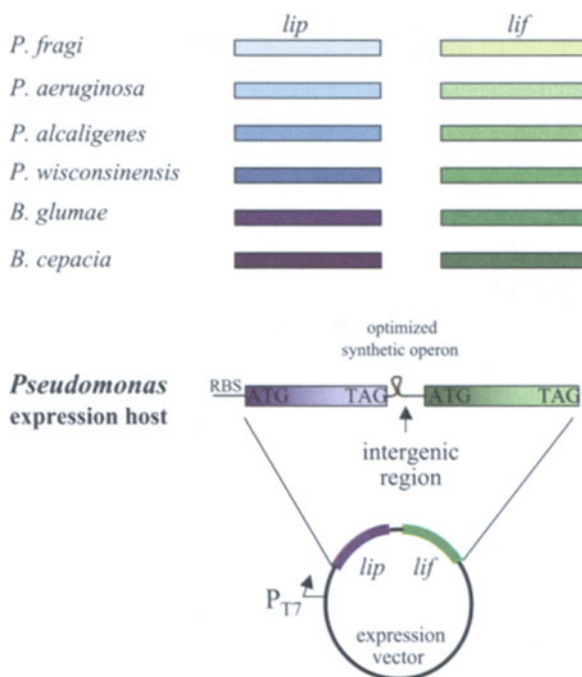 lip lif
P. fragi
P. aeruginosa
P. alcaligenes
P. wisconsinensis
B. glumae
B. cepacia
optimized
synthetic operon
Pseudomonas
expression host
RBS ATG TAG ATG TAG
intergenic
region
lip lif
PT7
expression
vector